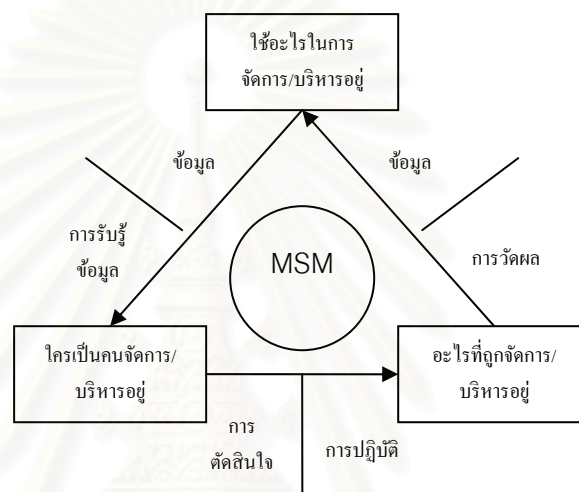 ใช้อะไรในการ
จัดการ/บริหารอยู่
ข้อมูล
ข้อมูล
การรับรู้
ข้อมูล
MSM
การวัดผล
ใครเป็นคนจัดการ/
บริหารอยู่
อะไรที่ถูกจัดการ/
บริหารอยู่
การ
ตัดสินใจ
การปฏิบัติ